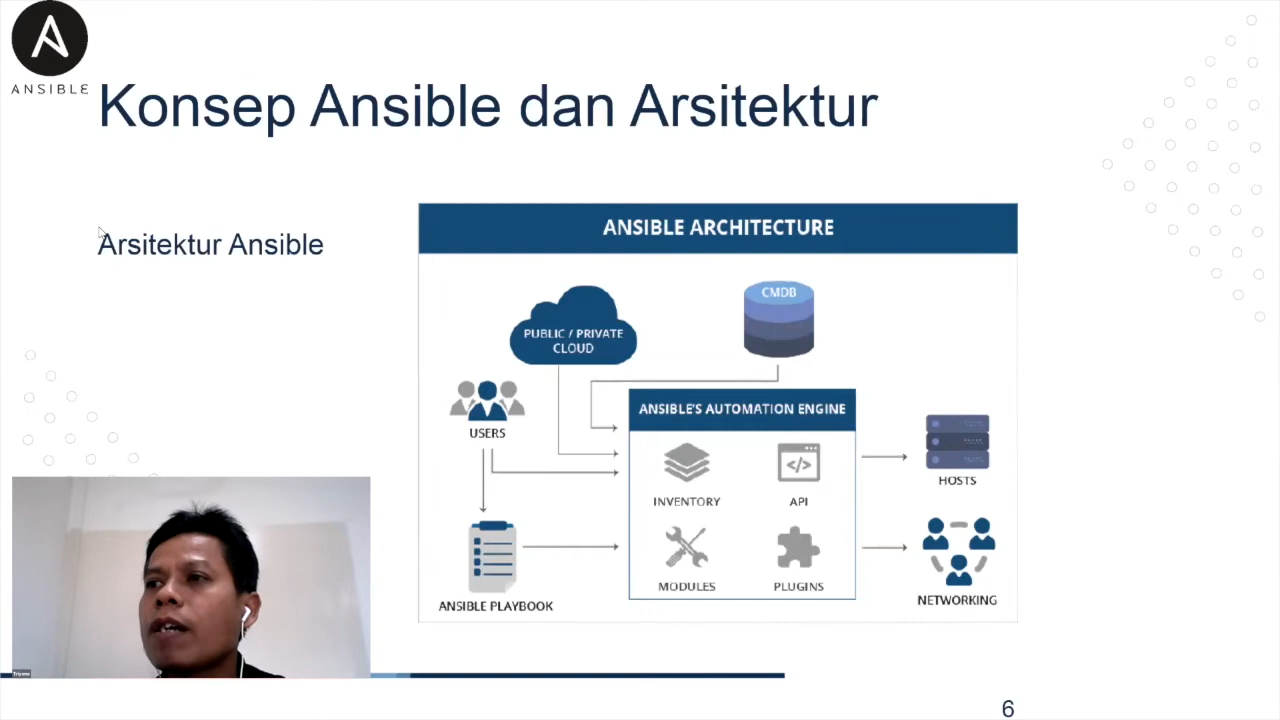 ANSIBLE
Konsep Ansible dan Arsitektur
Arsitektur Ansible
ANSIBLE ARCHITECTURE
PUBLIC / PRIVATE
CLOUD
CMDB
USERS
ANSIBLE'S AUTOMATION ENGINE
INVENTORY
API
HOSTS
MODULES
PLUGINS
ANSIBLE PLAYBOOK
NETWORKING
6